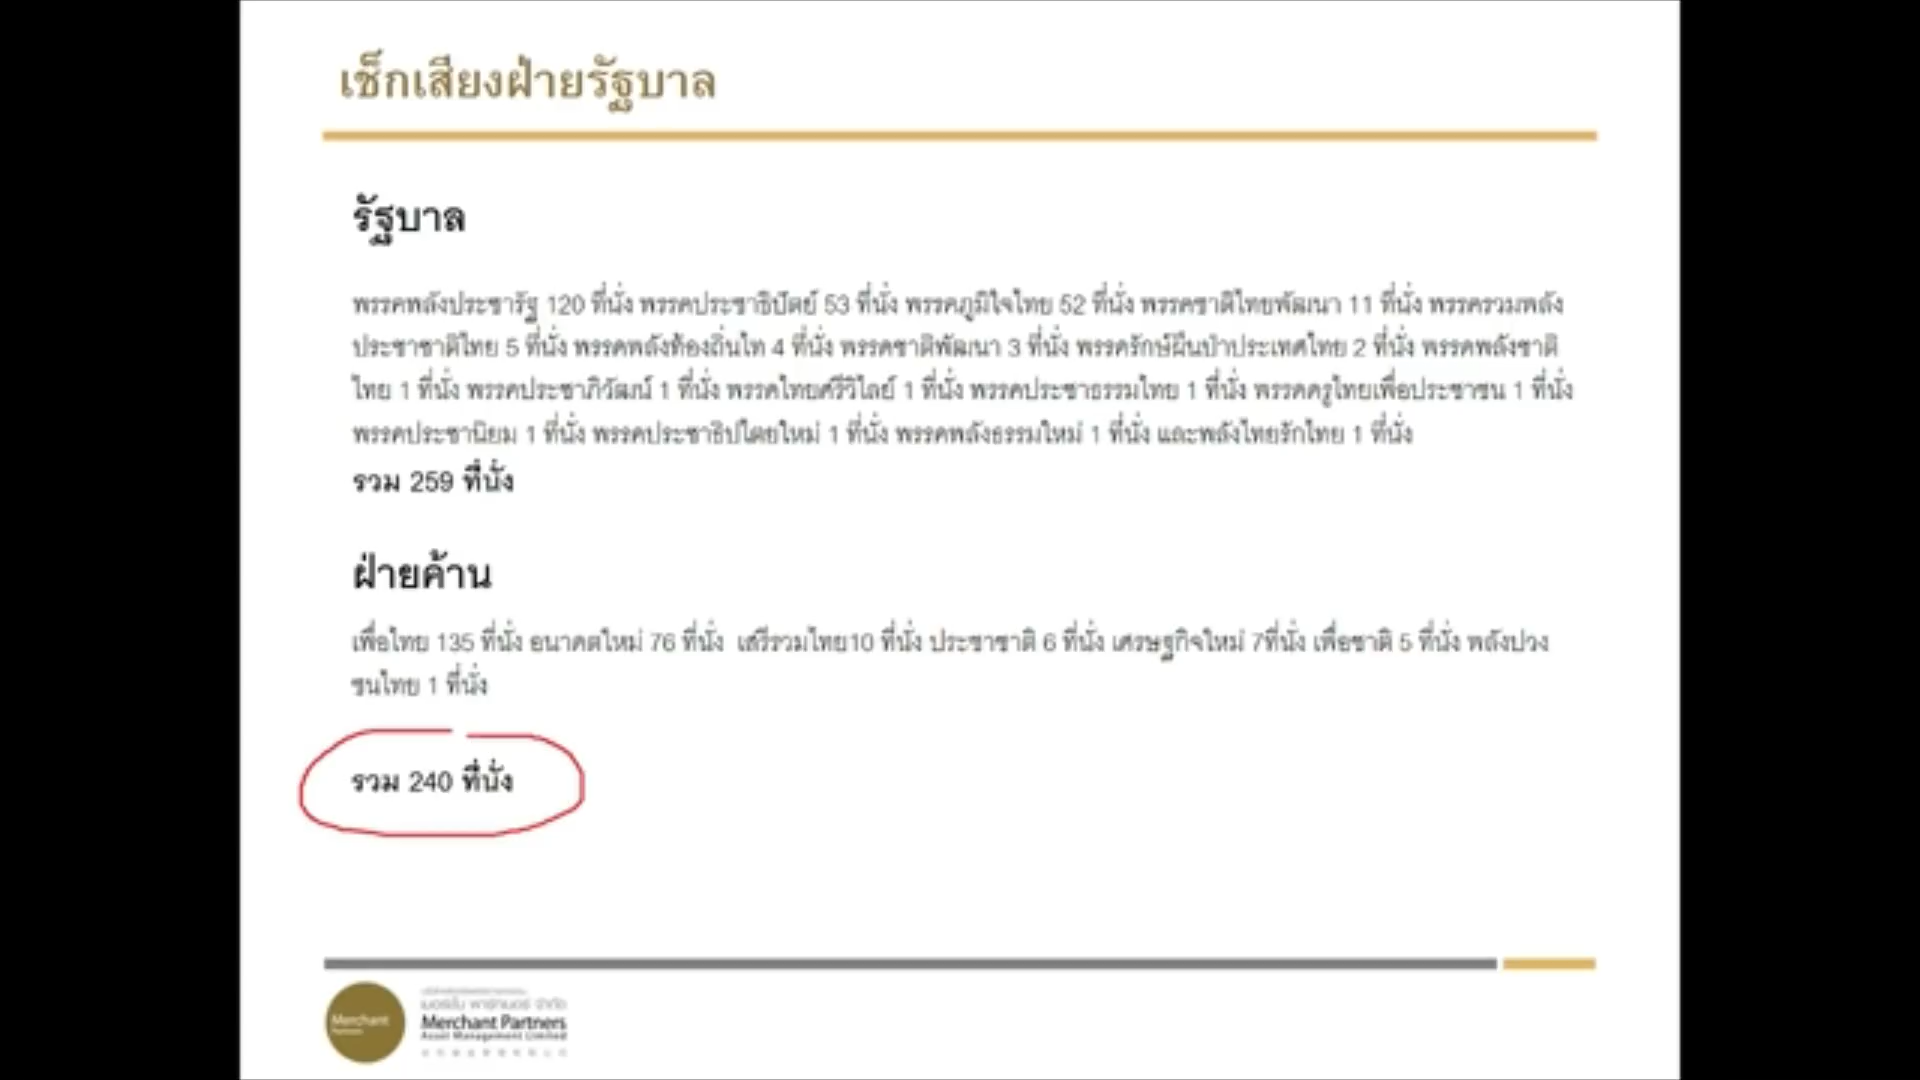 เช็กเสียงฝ่ายรัฐบาล
รัฐบาล
พรรคพลังประชารัฐ 120 ที่นั่ง พรรคประชาธิปัตย์ 53 ที่นั่ง พรรคภูมิใจไทย 52 ที่นั่ง พรรคชาติไทยพัฒนา 11 ที่นั่ง พรรครวมพลัง
ประชาชาติไทย 5 ที่นั่ง พรรคพลังท้องถิ่นไท 4 ที่นั่ง พรรคชาติพัฒนา 3 ที่นั่ง พรรครักษ์ผืนป่าประเทศไทย 2 ที่นั่ง พรรคพลังชาติ
ไทย 1 ที่นั่ง พรรคประชาภิวัฒน์ 1 ที่นั่ง พรรคไทยศรีวิไลย์ 1 ที่นั่ง พรรคประชาธรรมไทย 1 ที่นั่ง พรรคครูไทยเพื่อประชาชน 1 ที่นั่ง
พรรคประชานิยม 1 ที่นั่ง พรรคประชาธิปไตยใหม่ 1 ที่นั่ง พรรคพลังธรรมใหม่ 1 ที่นั่ง และพลังไทยรักไทย 1 ที่นั่ง
รวม 259 ที่นั่ง
ฝ่ายค้าน
เพื่อไทย 135 ที่นั่ง อนาคตใหม่ 76 ที่นั่ง เสรีรวมไทย10 ที่นั่ง ประชาชาติ 6 ที่นั่ง เศรษฐกิจใหม่ 7ที่นั่ง เพื่อชาติ 5 ที่นั่ง พลังปวง
ชนไทย 1 ที่นั่ง
รวม 240 ที่นั่ง
Merchant
Partners
เมอร์ชั่น พาร์ทเนอร์ จำกัด
Merchant Partners
Asset Management Limited